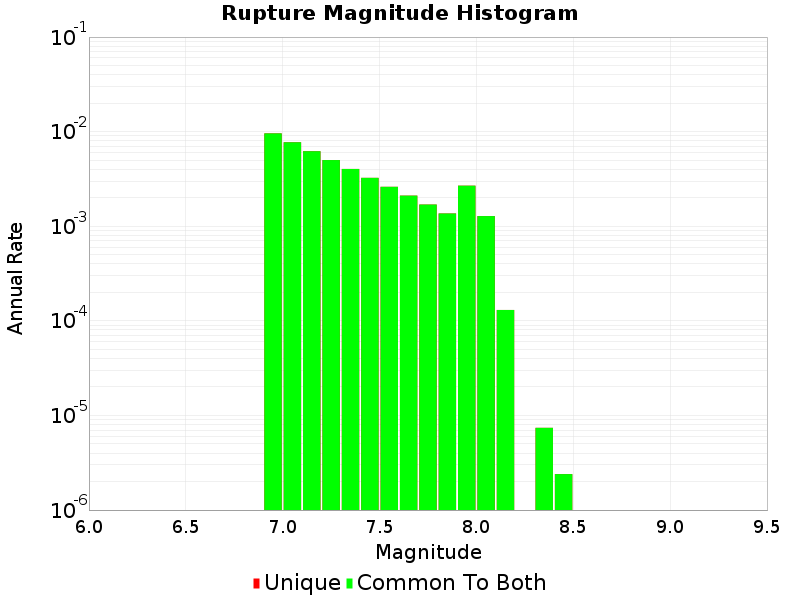 Rupture Magnitude Histogram
10^-1
10^-2
10^-3
10^-4
10^-5
10^-6
Annual Rate
6.0 6.5 7.0 7.5 8.0 8.5 9.0 9.5
Magnitude
Unique Common To Both